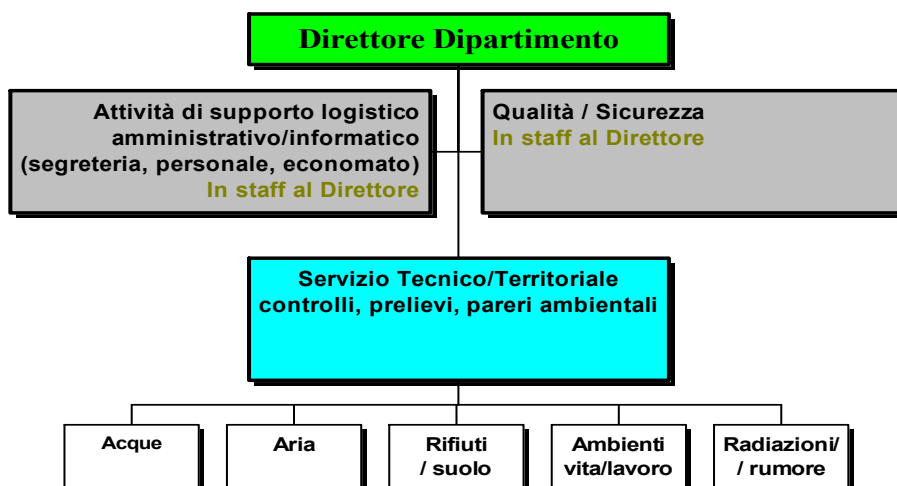 Direttore Dipartimento
Attività di supporto logistico
amministrativo/informatico
(segreteria, personale, economato)
In staff al Direttore
Qualità / Sicurezza
In staff al Direttore
Servizio Tecnico/Territoriale
controlli, prelievi, pareri ambientali
Acque
Aria
Rifiuti
/ suolo
Ambienti
vita/lavoro
Radiazioni/
/ rumore